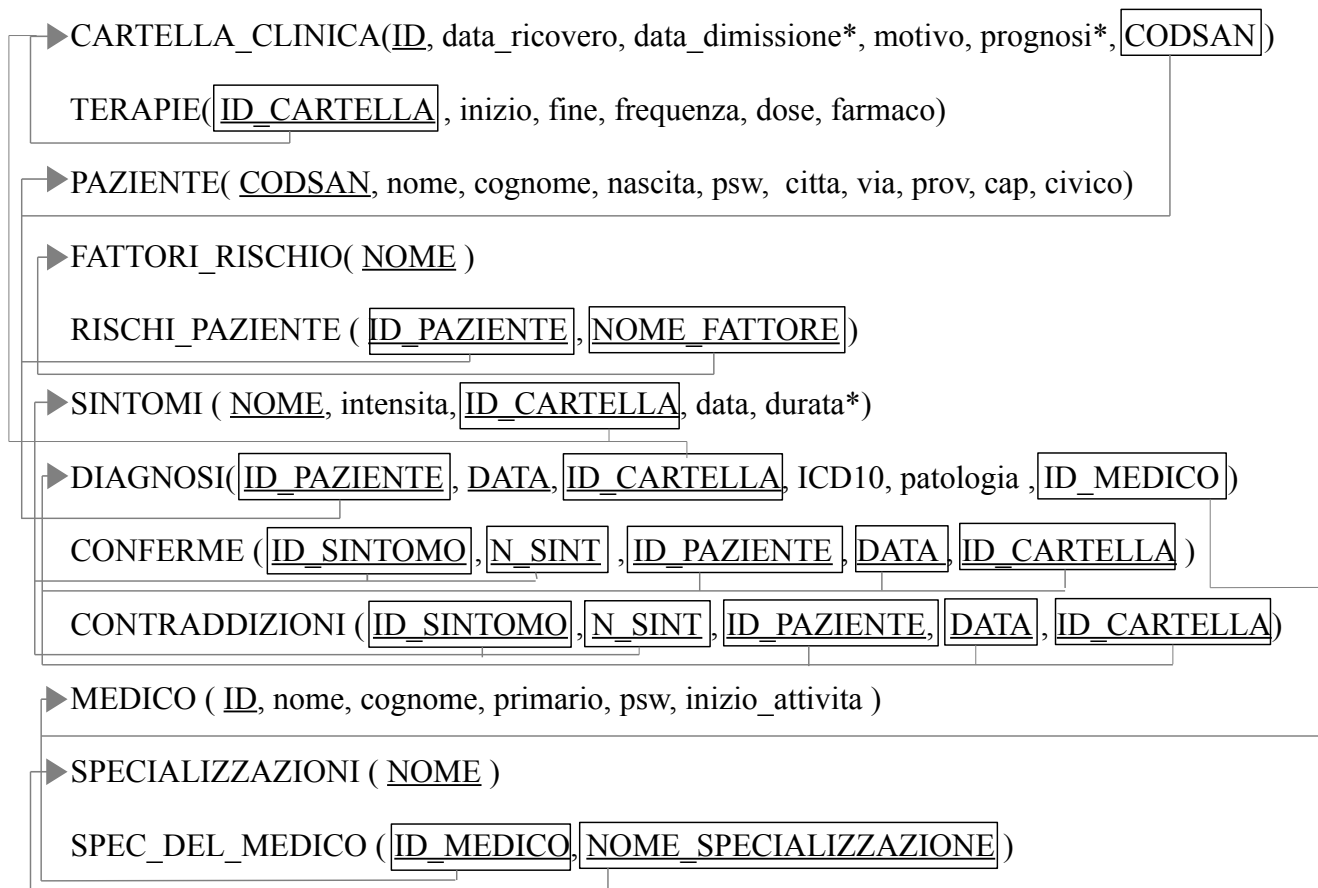 CARTELLA_CLINICA(ID, data_ricovero, data_dimissione*, motivo, prognosi*, CODSAN)
TERAPIE( ID_CARTELLA , inizio, fine, frequenza, dose, farmaco)
PAZIENTE( CODSAN, nome, cognome, nascita, psw, citta, via, prov, cap, civico)
FATTORI_RISCHIO( NOME )
RISCHI_PAZIENTE ( ID_PAZIENTE , NOME_FATTORE )
SINTOMI ( NOME, intensita, ID_CARTELLA, data, durata*)
DIAGNOSI( ID_PAZIENTE , DATA, ID_CARTELLA, ICD10, patologia , ID_MEDICO )
CONFERME ( ID_SINTOMO , N_SINT , ID_PAZIENTE , DATA , ID_CARTELLA )
CONTRADDIZIONI ( ID_SINTOMO , N_SINT , ID_PAZIENTE, DATA , ID_CARTELLA)
MEDICO ( ID, nome, cognome, primario, psw, inizio_attivita )
SPECIALIZZAZIONI ( NOME )
SPEC_DEL_MEDICO ( ID_MEDICO, NOME_SPECIALIZZAZIONE )